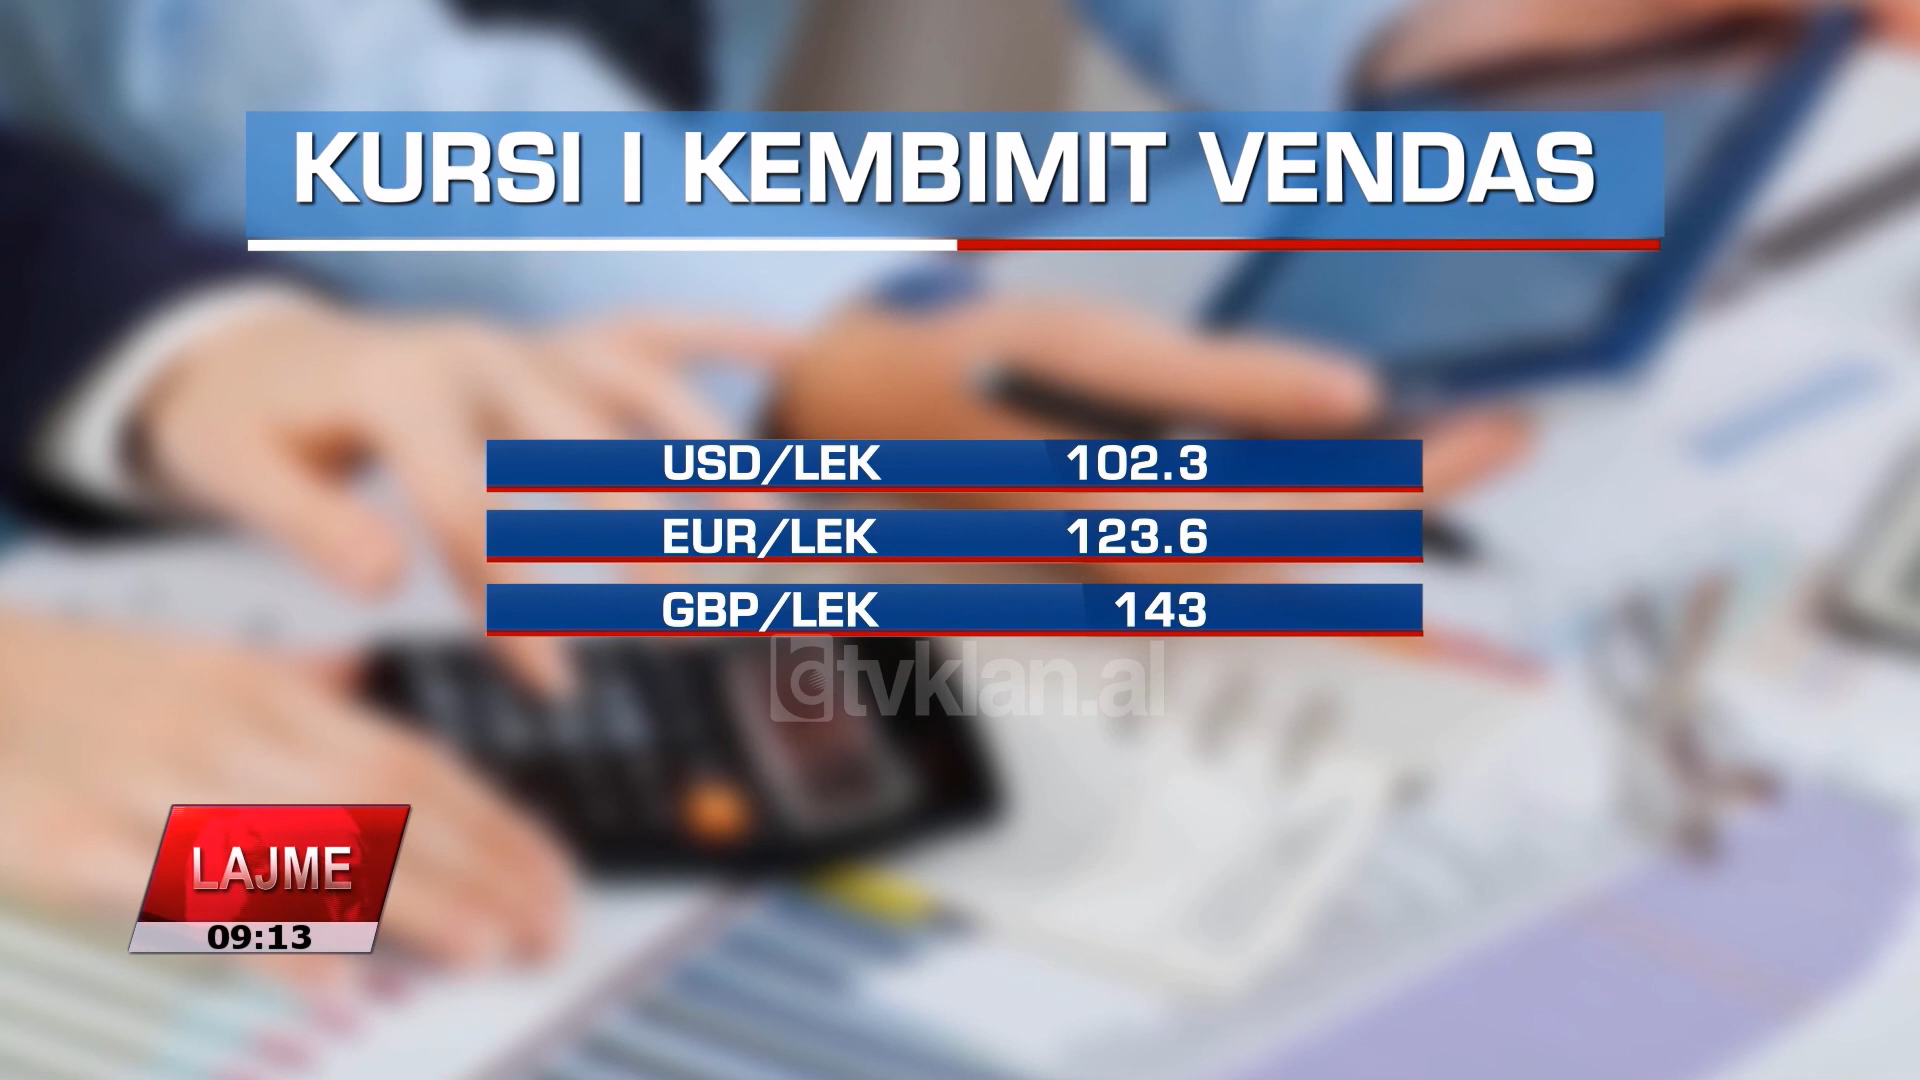 KURSI I KEMBIMIT VENDAS
USD/LEK 102.3
EUR/LEK 123.6
GBP/LEK 143
tvklan.al
LAJME
09:13